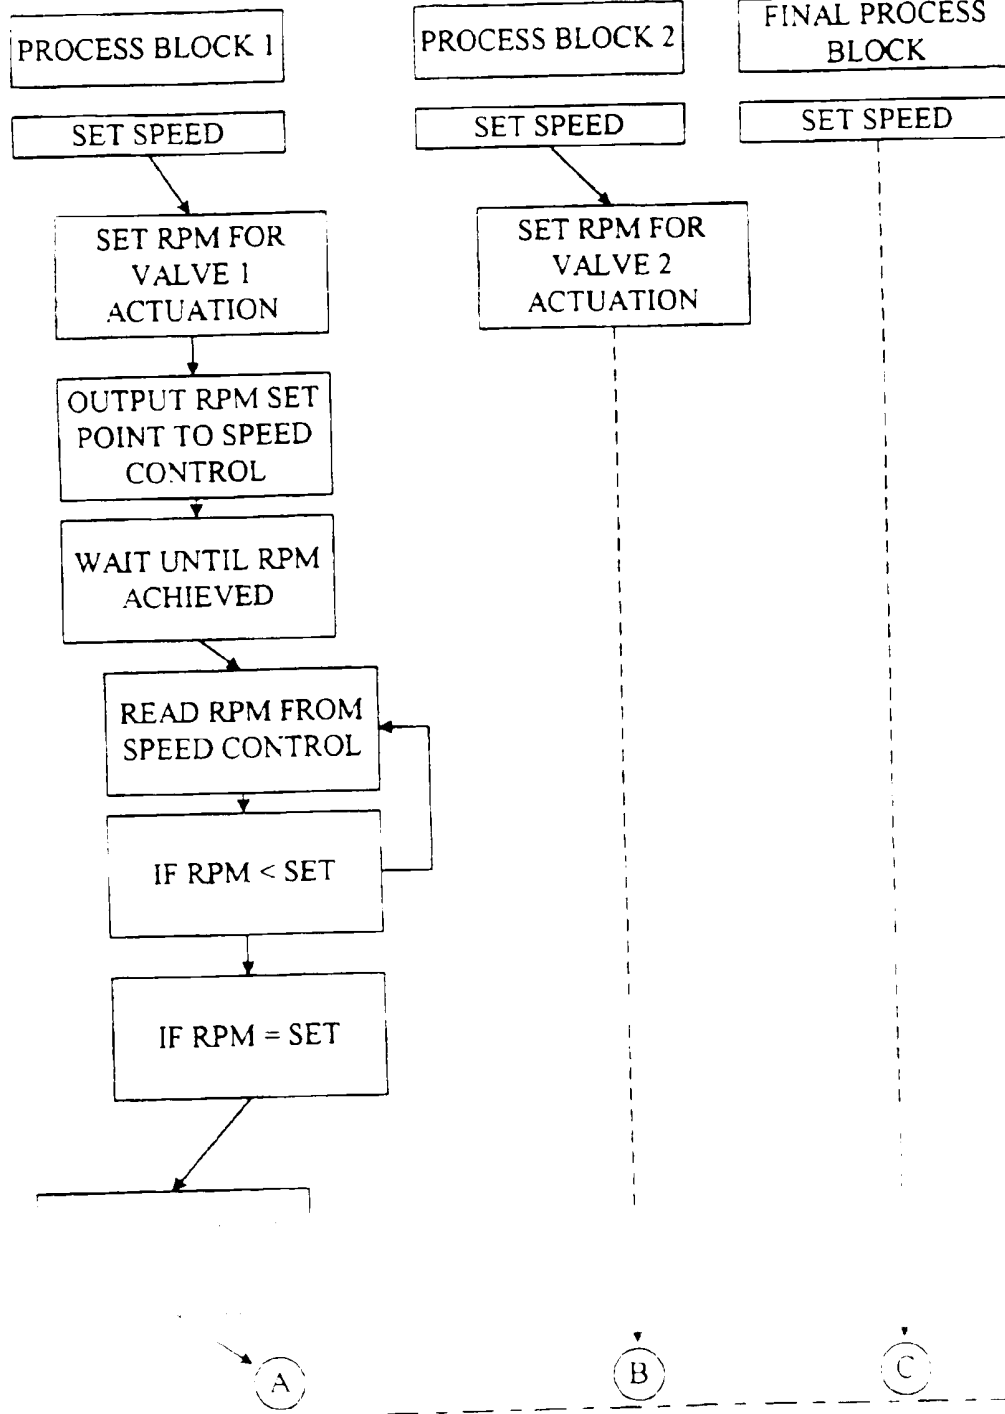 PROCESS BLOCK 1
SET SPEED
SET RPM FOR
VALVE 1
ACTUATION
OUTPUT RPM SET
POINT TO SPEED
CONTROL
WAIT UNTIL RPM
ACHIEVED
READ RPM FROM
SPEED CONTROL
IF RPM < SET
IF RPM = SET
A
PROCESS BLOCK 2
SET SPEED
SET RPM FOR
VALVE 2
ACTUATION
B
FINAL PROCESS
BLOCK
SET SPEED
C